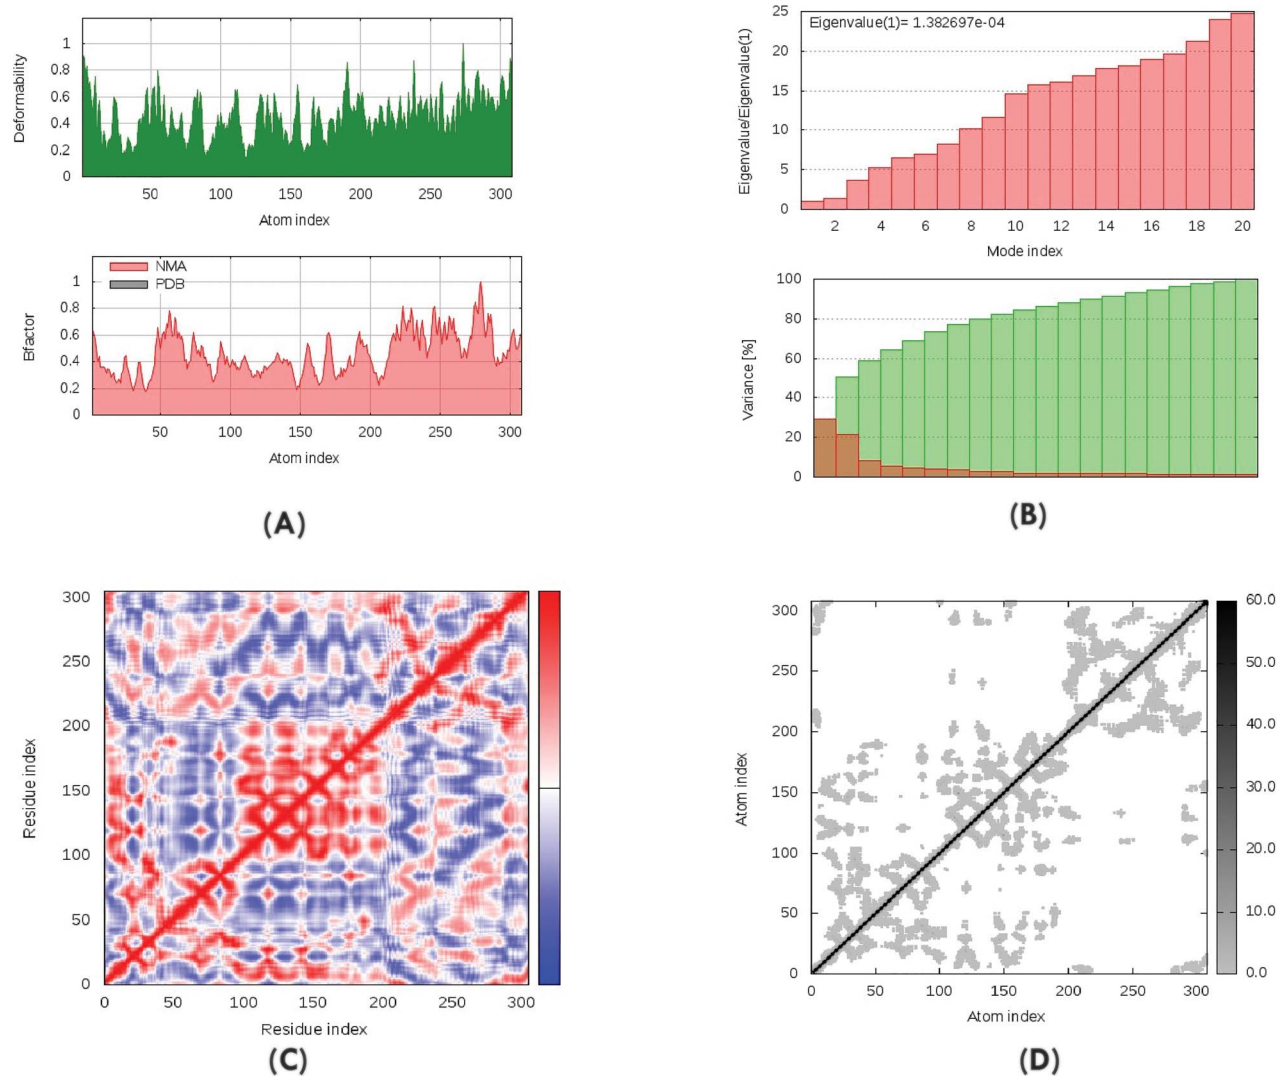 Deformability
1
0.8
0.6
0.4
0.2
0
50 100 150 200 250 300
Atom index
Bfactor
NMA
PDB
1
0.8
0.6
0.4
0.2
0
50 100 150 200 250 300
Atom index
(A)
Eigenvalue/Eigenvalue(1)
Eigenvalue(1)= 1.382697e-04
25
20
15
10
5
0
2 4 6 8 10 12 14 16 18 20
Mode index
Variance [%]
100
80
60
40
20
0
(B)
Residue index
300
250
200
150
100
50
0
0 50 100 150 200 250 300
Residue index
(C)
Atom index
300
250
200
150
100
50
0
0 50 100 150 200 250 300
Atom index
60.0
50.0
40.0
30.0
20.0
10.0
0.0
(D)